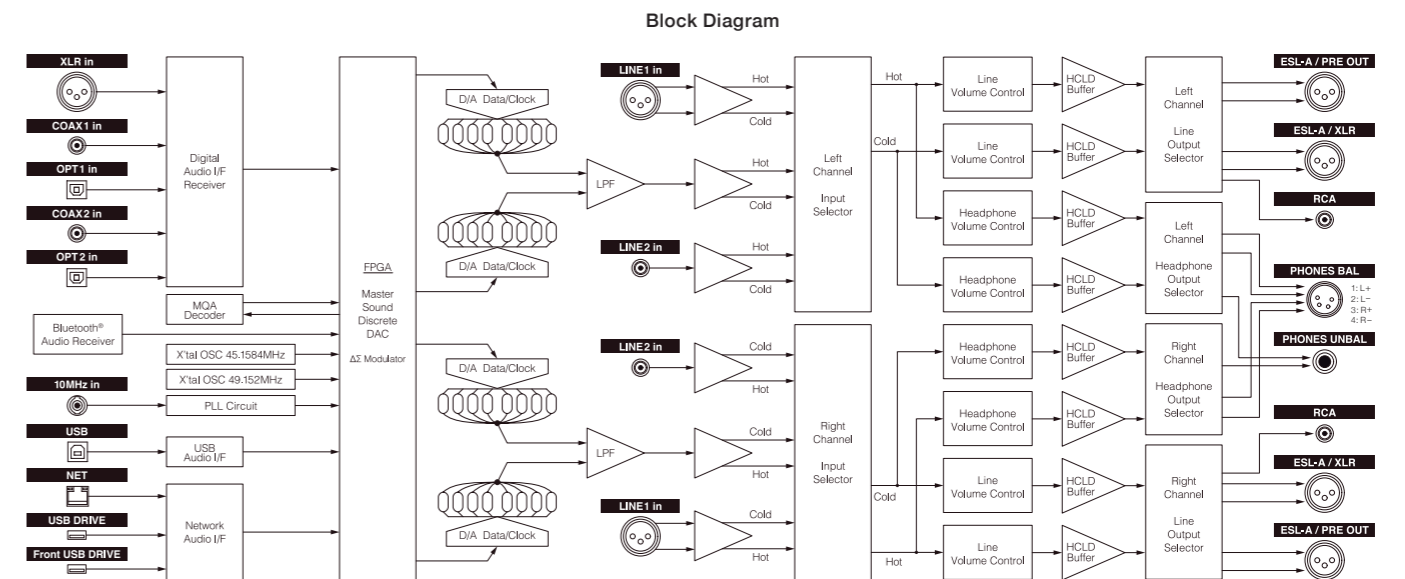 Block Diagram
XLR in
COAX1 in
OPT1 in
COAX2 in
OPT2 in
Digital
Audio I/F
Receiver
MQA
Decoder
Bluetooth®
Audio Receiver
X'tal OSC 45.1584MHz
X'tal OSC 49.152MHz
10MHz in
PLL Circuit
USB
USB
Audio I/F
NET
USB DRIVE
Front USB DRIVE
Network
Audio I/F
FPGA
Master
Sound
Discrete
DAC
ΔΣ Modulator
D/A Data/Clock
D/A Data/Clock
LPF
D/A Data/Clock
D/A Data/Clock
LPF
LINE1 in
Hot
Cold
Hot
Cold
LINE2 in
Hot
Cold
LINE2 in
Cold
Hot
Cold
Hot
LINE1 in
Cold
Hot
Left
Channel
Input
Selector
Right
Channel
Input
Selector
Hot
Cold
Cold
Hot
Line
Volume Control
HCLD
Buffer
Line
Volume Control
HCLD
Buffer
Headphone
Volume Control
HCLD
Buffer
Headphone
Volume Control
HCLD
Buffer
Headphone
Volume Control
HCLD
Buffer
Headphone
Volume Control
HCLD
Buffer
Line
Volume Control
HCLD
Buffer
Line
Volume Control
HCLD
Buffer
Left
Channel
Line
Output
Selector
Left
Channel
Headphone
Output
Selector
Right
Channel
Headphone
Output
Selector
Right
Channel
Line
Output
Selector
ESL-A / PRE OUT
ESL-A / XLR
RCA
PHONES BAL
1: L+
2: L−
3: R+
4: R−
PHONES UNBAL
RCA
ESL-A / XLR
ESL-A / PRE OUT